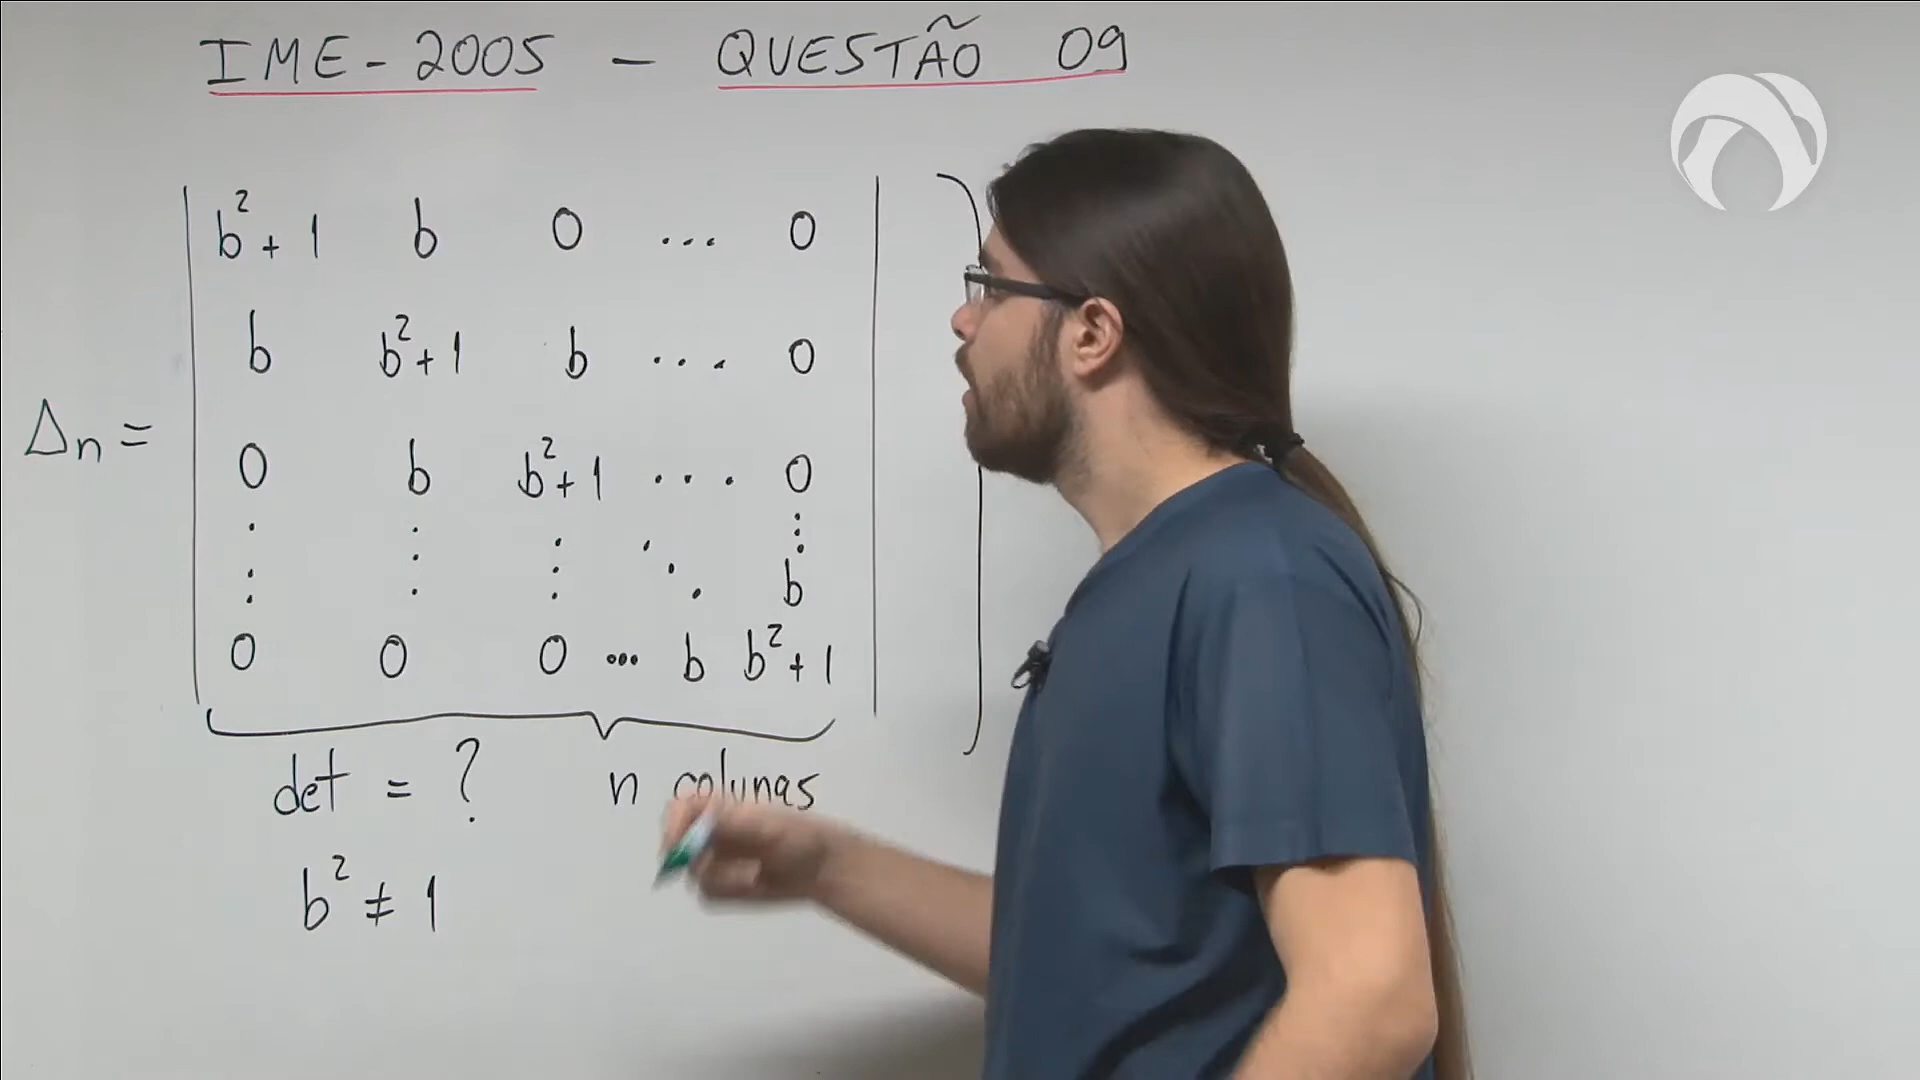 IME - 2005 - QUESTÃO 09
b²+1 b 0 ... 0
b b²+1 b ... 0
Δn =
0 b b²+1 ... 0
⋮ ⋮ ⋮ ⋱ ⋮
b
0 0 0 ... b b²+1
det = ? n colunas
b² ≠ 1